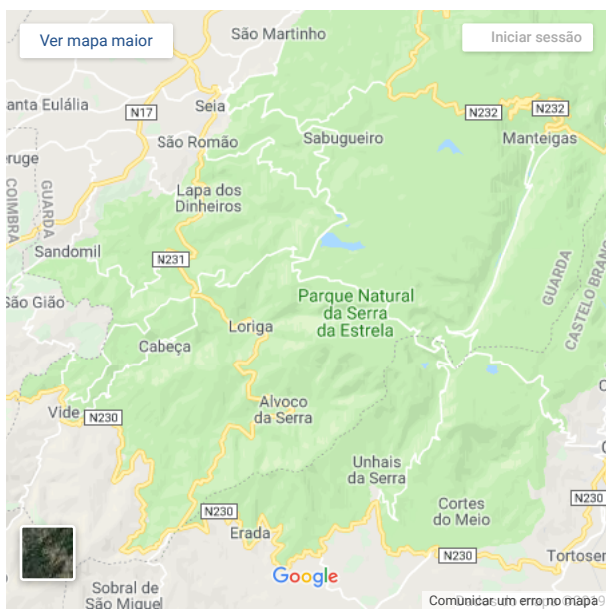 Ver mapa maior
São Martinho
Iniciar sessão
anta Eulália
N17
Seia
N232
N232
São Romão
Sabugueiro
Manteigas
ruge
COIMBRA
GUARDA
Lapa dos
Dinheiros
Sandomil
N231
GUARDA
CASTELO BRAN
São Gião
Parque Natural
da Serra
da Estrela
Loriga
Cabeça
Vide
N230
Alvoco
da Serra
Unhais
da Serra
N230
N230
Cortes
do Meio
Erada
N230
Tortoser
Google
Sobral de
São Miguel
Comunicar um erro no mapa